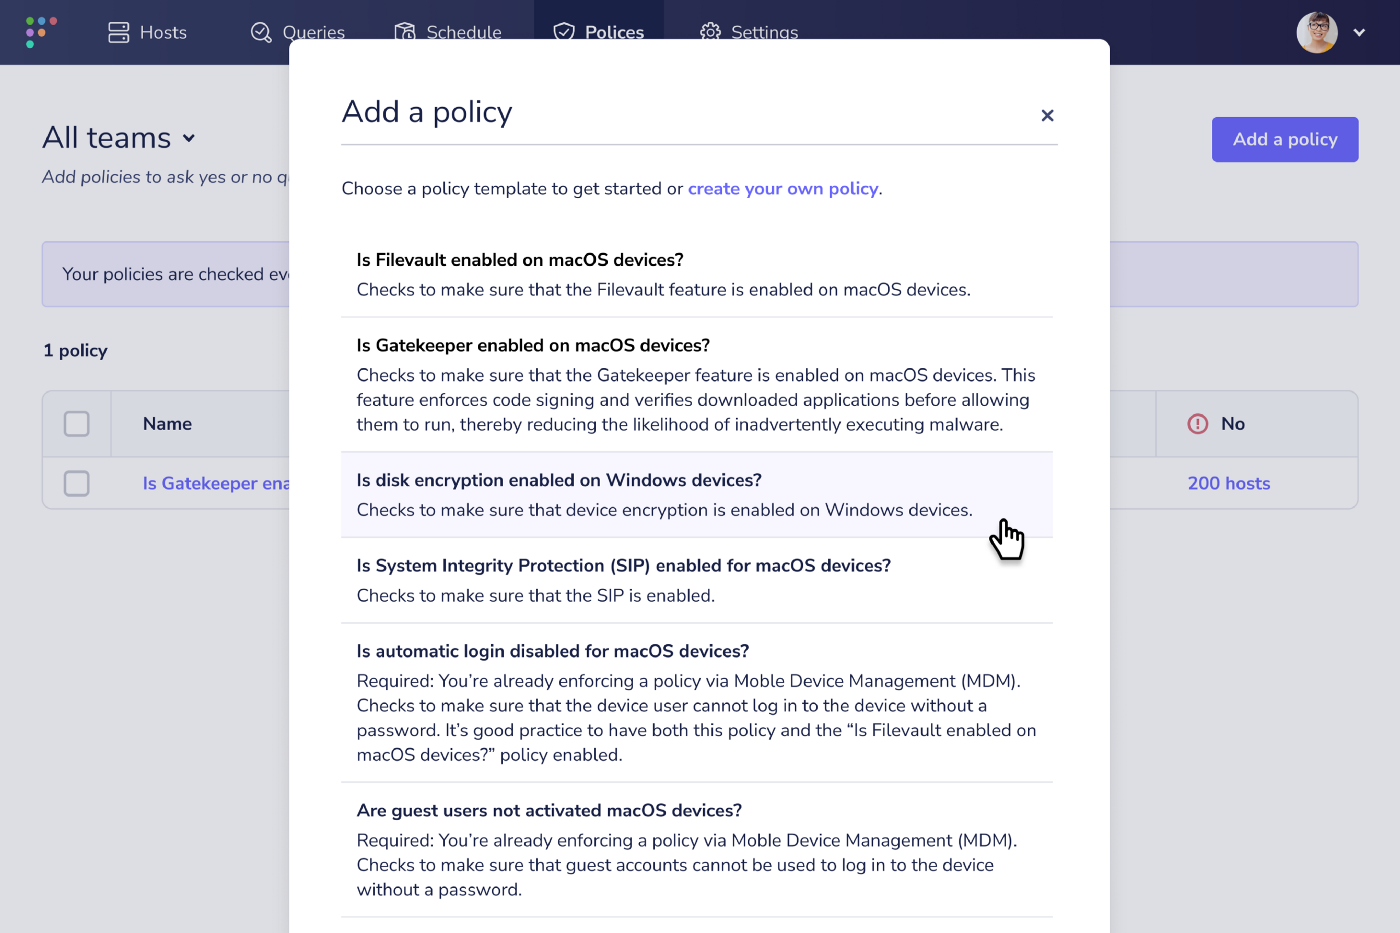 Hosts
Queries
Schedule
Polices
Settings
All teams
Add policies to ask yes or no
Add a policy
Your policies are checked
1 policy
Name
No
Is Gatekeeper
200 hosts
Add a policy
Choose a policy template to get started or create your own policy.
Is Filevault enabled on macOS devices?
Checks to make sure that the Filevault feature is enabled on macOS devices.
Is Gatekeeper enabled on macOS devices?
Checks to make sure that the Gatekeeper feature is enabled on macOS devices. This
feature enforces code signing and verifies downloaded applications before allowing
them to run, thereby reducing the likelihood of inadvertently executing malware.
Is disk encryption enabled on Windows devices?
Checks to make sure that device encryption is enabled on Windows devices.
Is System Integrity Protection (SIP) enabled for macOS devices?
Checks to make sure that the SIP is enabled.
Is automatic login disabled for macOS devices?
Required: You’re already enforcing a policy via Moble Device Management (MDM).
Checks to make sure that the device user cannot log in to the device without a
password. It’s good practice to have both this policy and the “Is Filevault enabled on
macOS devices?” policy enabled.
Are guest users not activated macOS devices?
Required: You’re already enforcing a policy via Moble Device Management (MDM).
Checks to make sure that guest accounts cannot be used to log in to the device
without a password.